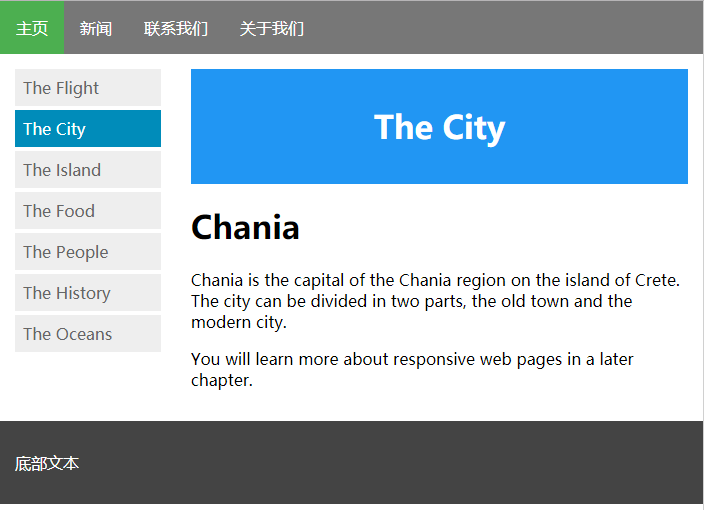 主页 新闻 联系我们 关于我们
The Flight
The City
The Island
The Food
The People
The History
The Oceans
The City
Chania
Chania is the capital of the Chania region on the island of Crete.
The city can be divided in two parts, the old town and the
modern city.
You will learn more about responsive web pages in a later
chapter.
底部文本